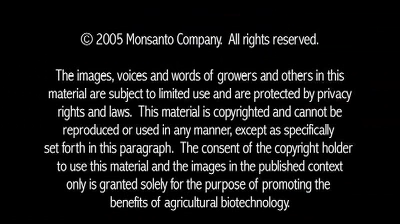 © 2005 Monsanto Company.  All rights reserved.
The images, voices and words of growers and others in this
material are subject to limited use and are protected by privacy
rights and laws.  This material is copyrighted and cannot be
reproduced or used in any manner, except as specifically
set forth in this paragraph.  The consent of the copyright holder
to use this material and the images in the published context
only is granted solely for the purpose of promoting the
benefits of agricultural biotechnology.